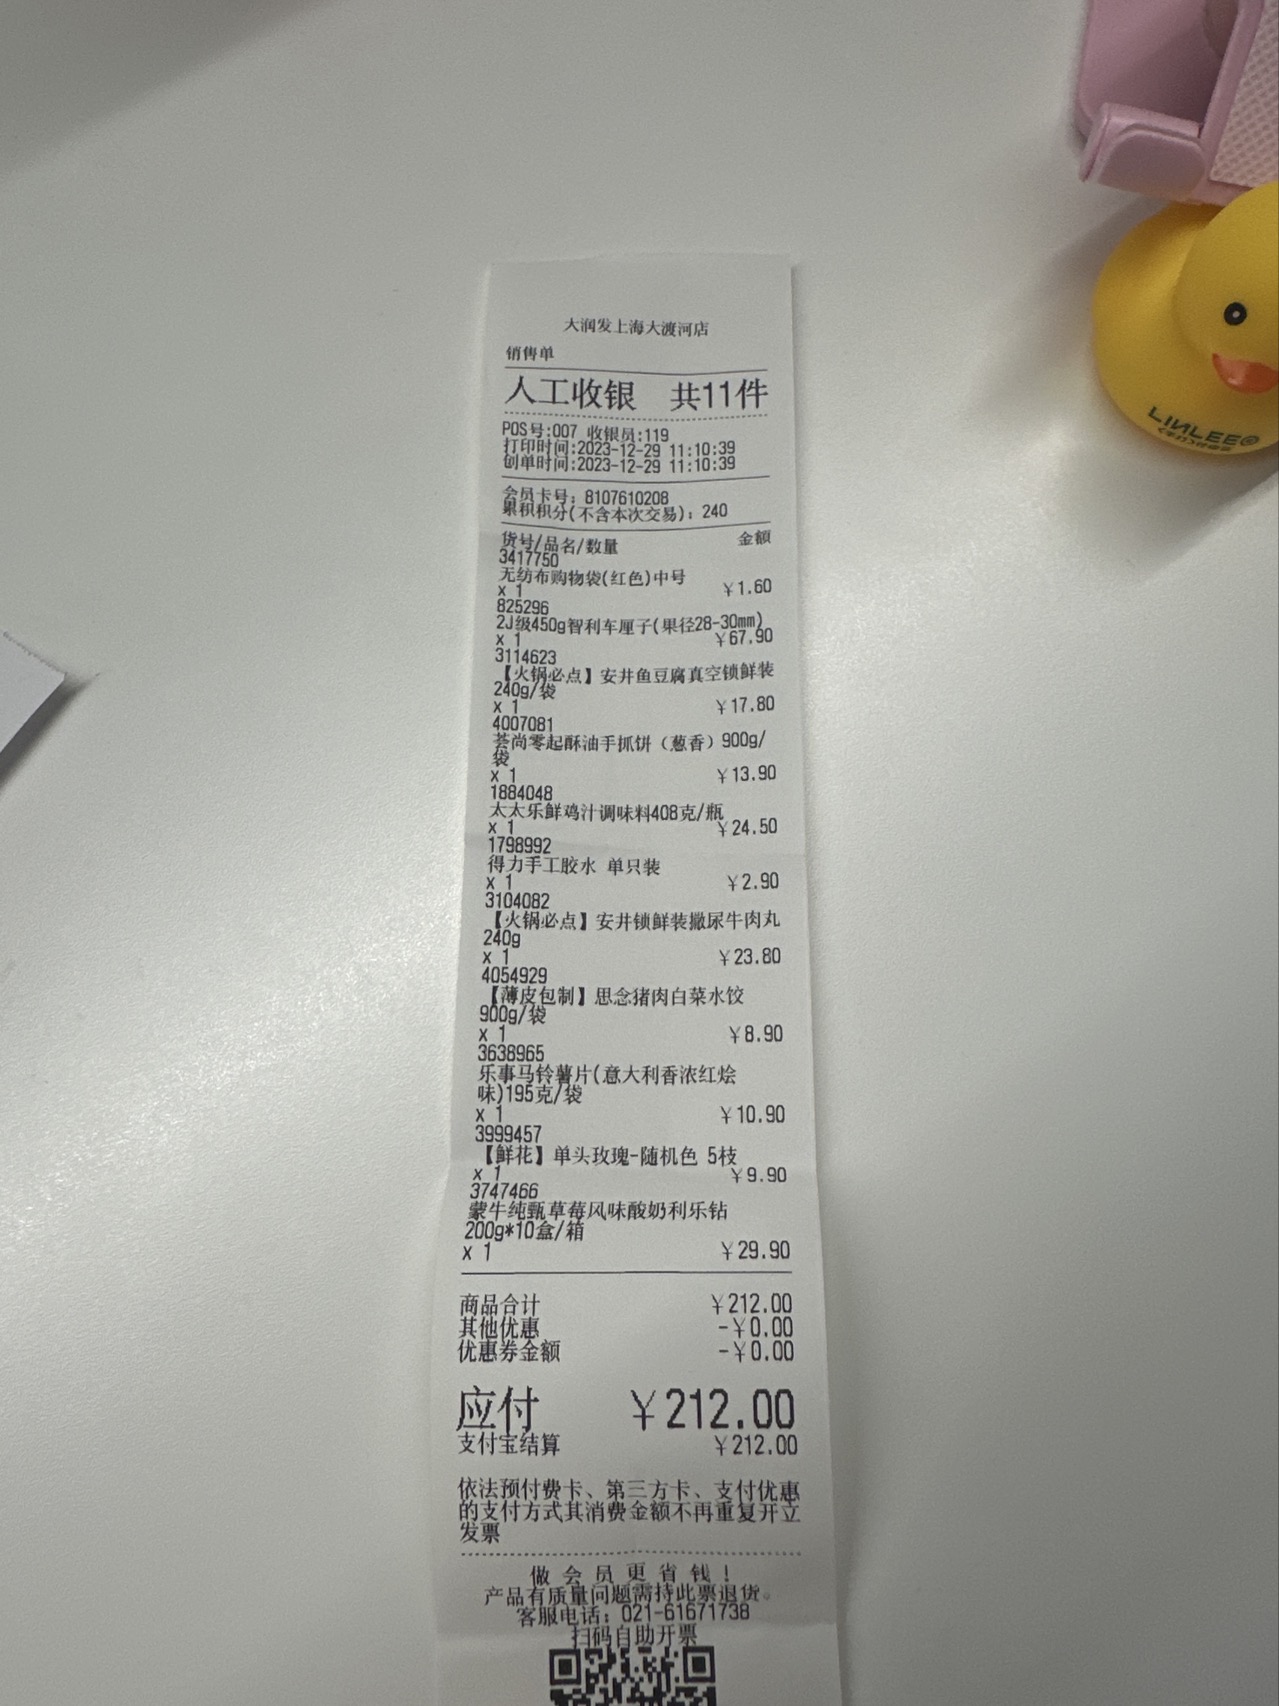 大润发上海大渡河店
销售单
人工收银 共11件
POS号:007 收银员:119
打印时间:2023-12-29 11:10:39
创单时间:2023-12-29 11:10:39
会员卡号: 8107610208
累积积分(不含本次交易): 240
货号/品名/数量 金额
3417750
无纺布购物袋(红色)中号
x 1 ¥1.60
825296
2J级450g智利车厘子(果径28-30mm)
x 1 ¥67.90
3114623
【火锅必点】安井鱼豆腐真空锁鲜装
240g/袋
x 1 ¥17.80
4007081
荟尚零起酥油手抓饼（葱香）900g/
袋
x 1 ¥13.90
1884048
太太乐鲜鸡汁调味料408克/瓶
x 1 ¥24.50
1798992
得力手工胶水 单只装
x 1 ¥2.90
3104082
【火锅必点】安井锁鲜装撒尿牛肉丸
240g
x 1 ¥23.80
4054929
【薄皮包制】思念猪肉白菜水饺
900g/袋
x 1 ¥8.90
3638965
乐事马铃薯片(意大利香浓红烩
味)195克/袋
x 1 ¥10.90
3999457
【鲜花】单头玫瑰-随机色 5枝
x 1 ¥9.90
3747466
蒙牛纯甄草莓风味酸奶利乐钻
200g*10盒/箱
x 1 ¥29.90
商品合计 ¥212.00
其他优惠 -¥0.00
优惠券金额 -¥0.00
应付 ¥212.00
支付宝结算 ¥212.00
依法预付费卡、第三方卡、支付优惠
的支付方式其消费金额不再重复开立
发票
做会员更省钱!
产品有质量问题需持此票退货。
客服电话: 021-61671738
扫码自助开票
LINLEE®